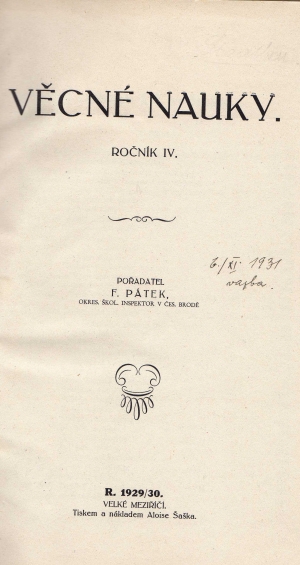 VĚCNÉ NAUKY.
ROČNÍK IV.
6./XI. 1931
vazba.
POŘADATEL
F. PÁTEK,
OKRES. ŠKOL. INSPEKTOR V ČES. BRODĚ
R. 1929/30.
VELKÉ MEZIŘÍČÍ.
Tiskem a nákladem Aloise Šaška.